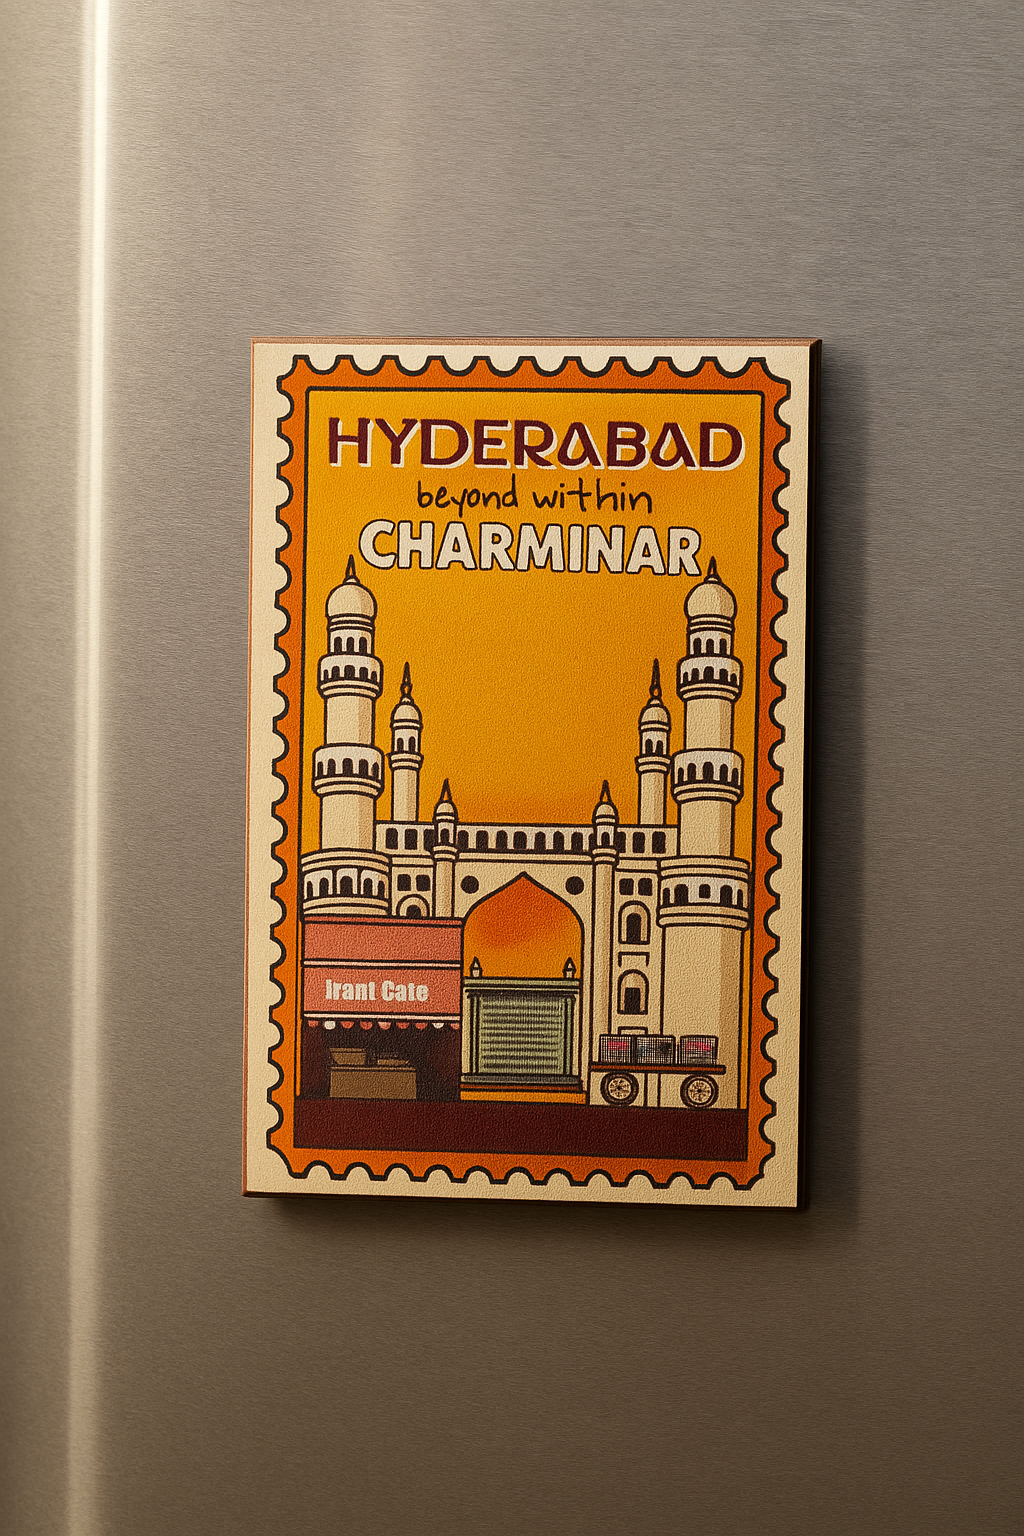 HYDERABAD
beyond within
CHARMINAR
Irant Cate